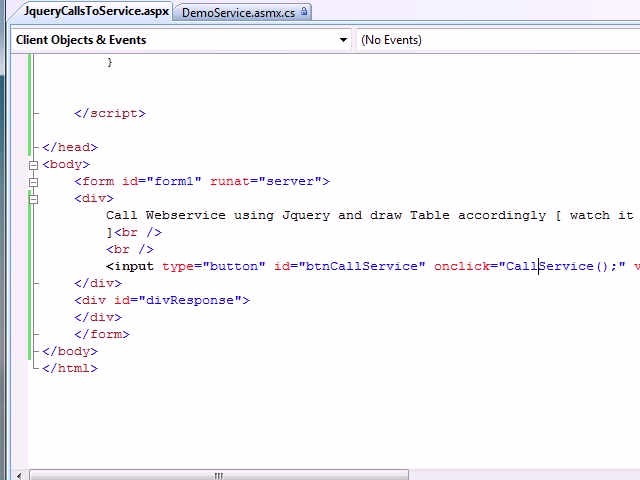 JqueryCallsToService.aspx DemoService.asmx.cs
Client Objects & Events (No Events)
}
</script>
</head>
<body>
<form id="form1" runat="server">
<div>
Call Webservice using Jquery and draw Table accordingly [ watch it
]<br />
<br />
<input type="button" id="btnCallService" onclick="CallService();" v
</div>
<div id="divResponse">
</div>
</form>
</body>
</html>